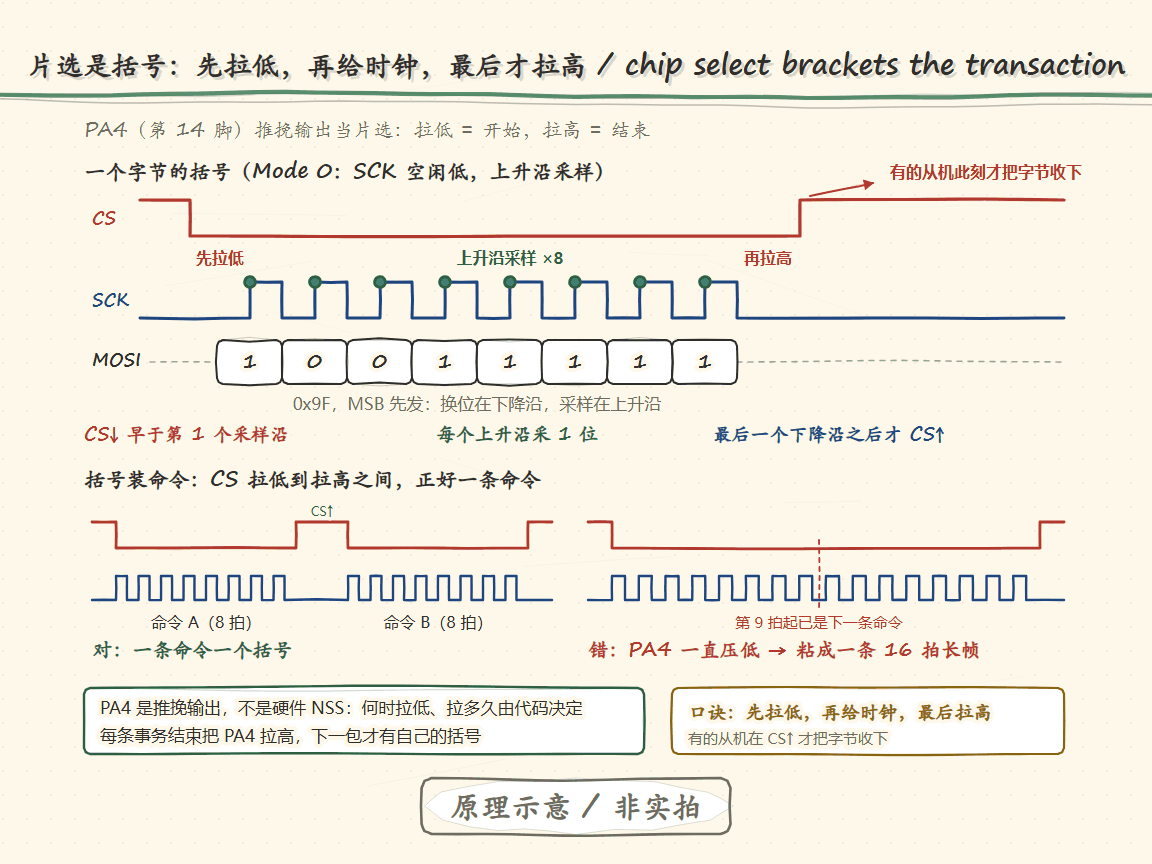 片选是括号：先拉低，再给时钟，最后才拉高 / chip select brackets the transaction
PA4（第 14 脚）推挽输出当片选：拉低 = 开始，拉高 = 结束
一个字节的括号（Mode 0：SCK 空闲低，上升沿采样）
有的从机此刻才把字节收下
CS
先拉低
上升沿采样 ×8
再拉高
SCK
MOSI
1 0 0 1 1 1 1 1
0x9F，MSB 先发：换位在下降沿，采样在上升沿
CS↓ 早于第 1 个采样沿
每个上升沿采 1 位
最后一个下降沿之后才 CS↑
括号装命令：CS 拉低到拉高之间，正好一条命令
CS↑
命令 A（8 拍）
命令 B（8 拍）
第 9 拍起已是下一条命令
对：一条命令一个括号
错：PA4 一直压低 → 粘成一条 16 拍长帧
PA4 是推挽输出，不是硬件 NSS：何时拉低、拉多久由代码决定
每条事务结束把 PA4 拉高，下一包才有自己的括号
口诀：先拉低，再给时钟，最后拉高
有的从机在 CS↑ 才把字节收下
原理示意 / 非实拍